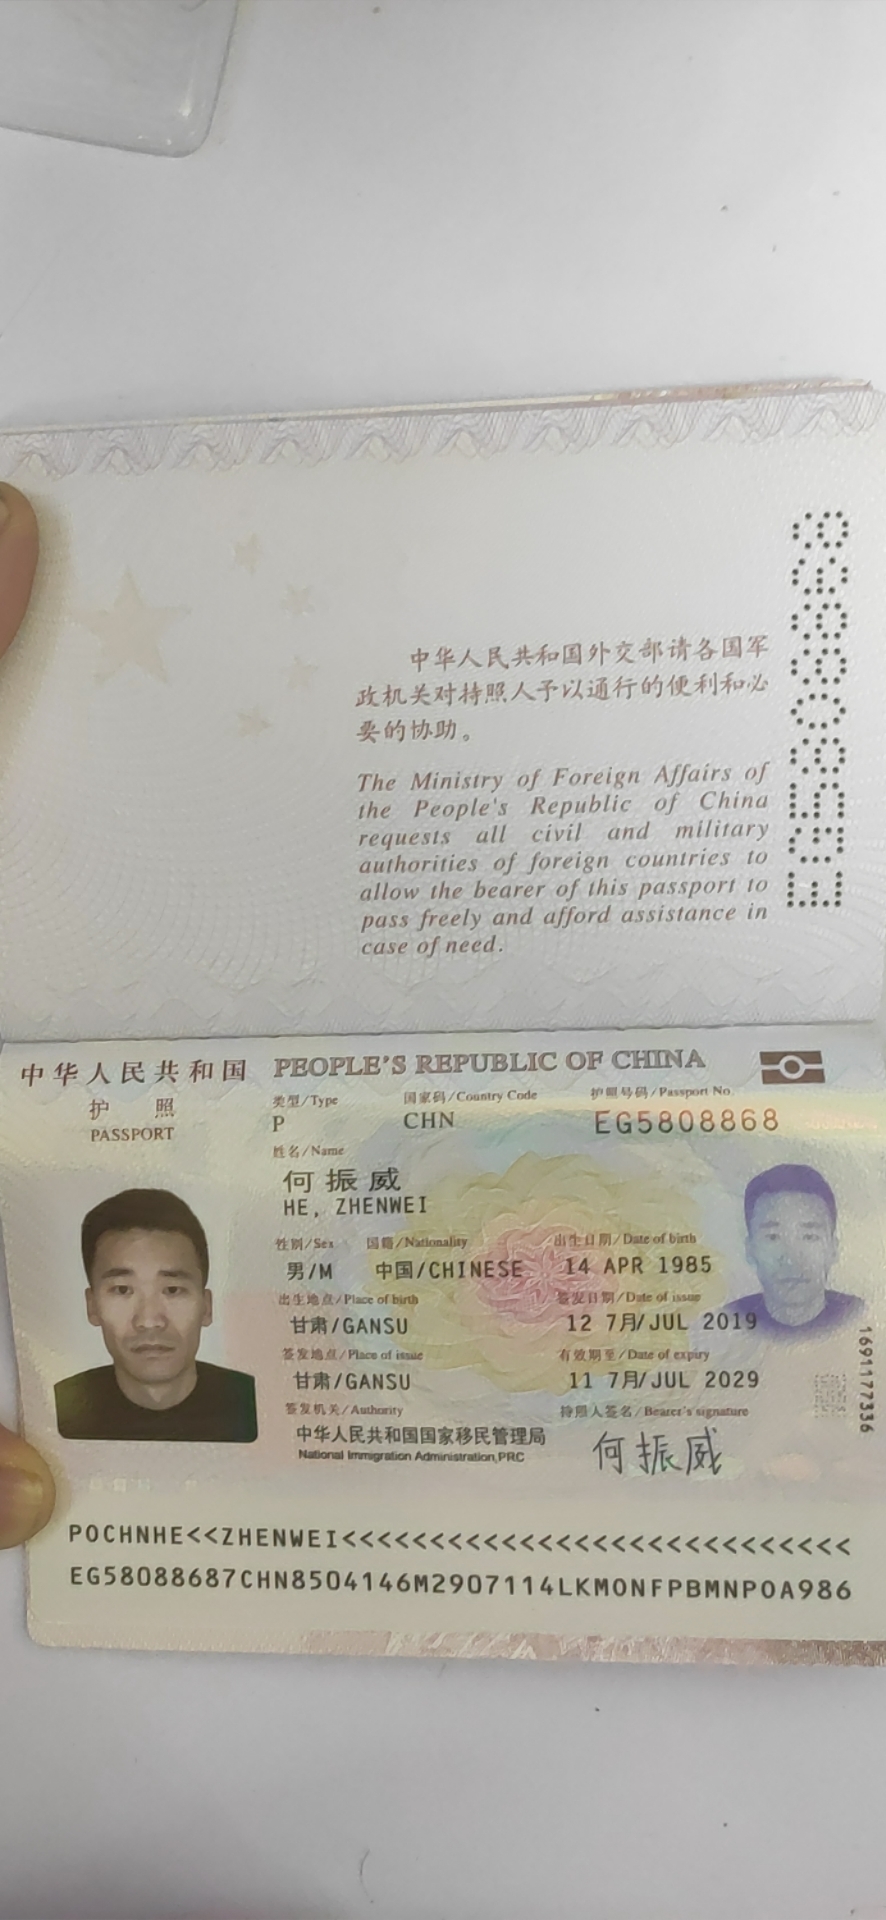 中华人民共和国外交部请各国军
政机关对持照人予以通行的便利和必
要的协助。
The Ministry of Foreign Affairs of
the People's Republic of China
requests all civil and military
authorities of foreign countries to
allow the bearer of this passport to
pass freely and afford assistance in
case of need.
EG5808868
中华人民共和国 PEOPLE'S REPUBLIC OF CHINA
护 照
PASSPORT
类型/Type 国家码/Country Code 护照号码/Passport No.
P CHN EG5808868
姓名/Name
何振威
HE, ZHENWEI
性别/Sex 国籍/Nationality 出生日期/Date of birth
男/M 中国/CHINESE 14 APR 1985
出生地点/Place of birth 签发日期/Date of issue
甘肃/GANSU 12 7月/JUL 2019
签发地点/Place of issue 有效期至/Date of expiry
甘肃/GANSU 11 7月/JUL 2029
签发机关/Authority 持照人签名/Bearer's signature
中华人民共和国国家移民管理局
National Immigration Administration,PRC
何振威
1691177336
POCHNHE<<ZHENWEI<<<<<<<<<<<<<<<<<<<<<<<<<<<<
EG58088687CHN8504146M2907114LKMONFPBMNPOA986